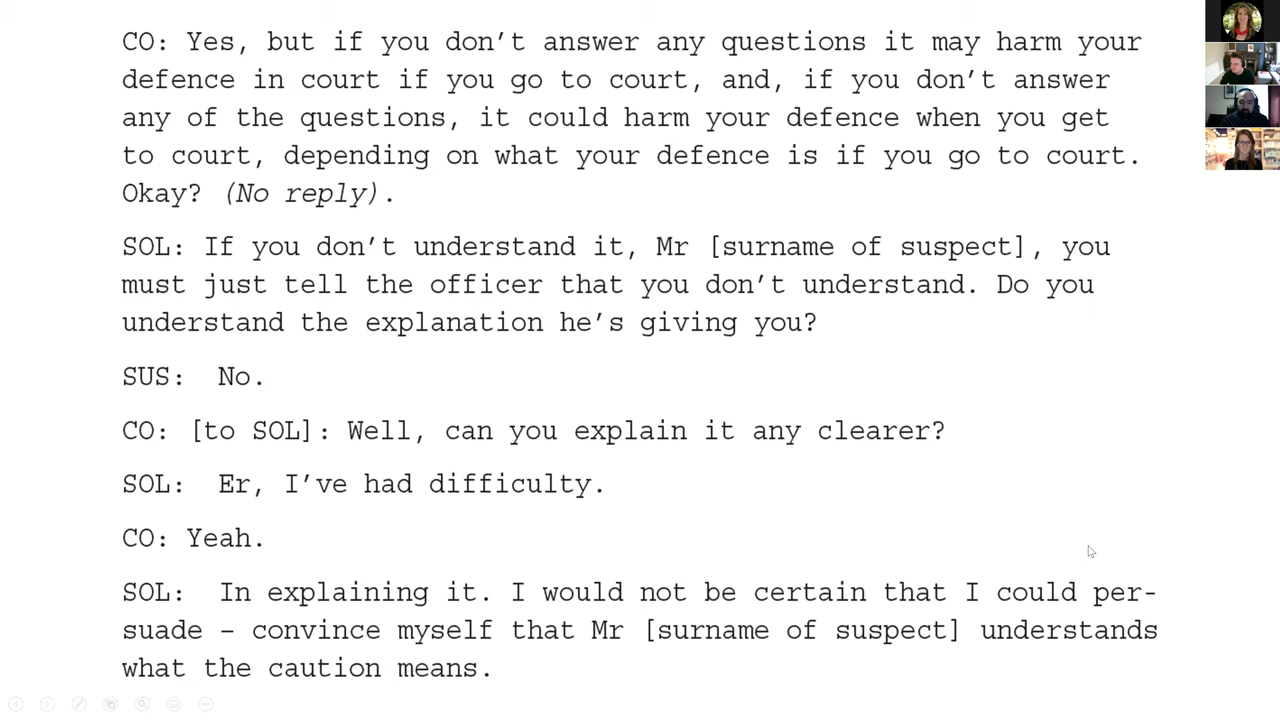 CO: Yes, but if you don’t answer any questions it may harm your
defence in court if you go to court, and, if you don’t answer
any of the questions, it could harm your defence when you get
to court, depending on what your defence is if you go to court.
Okay? (No reply).
SOL: If you don’t understand it, Mr [surname of suspect], you
must just tell the officer that you don’t understand. Do you
understand the explanation he’s giving you?
SUS: No.
CO: [to SOL]: Well, can you explain it any clearer?
SOL: Er, I’ve had difficulty.
CO: Yeah.
SOL: In explaining it. I would not be certain that I could per-
suade – convince myself that Mr [surname of suspect] understands
what the caution means.